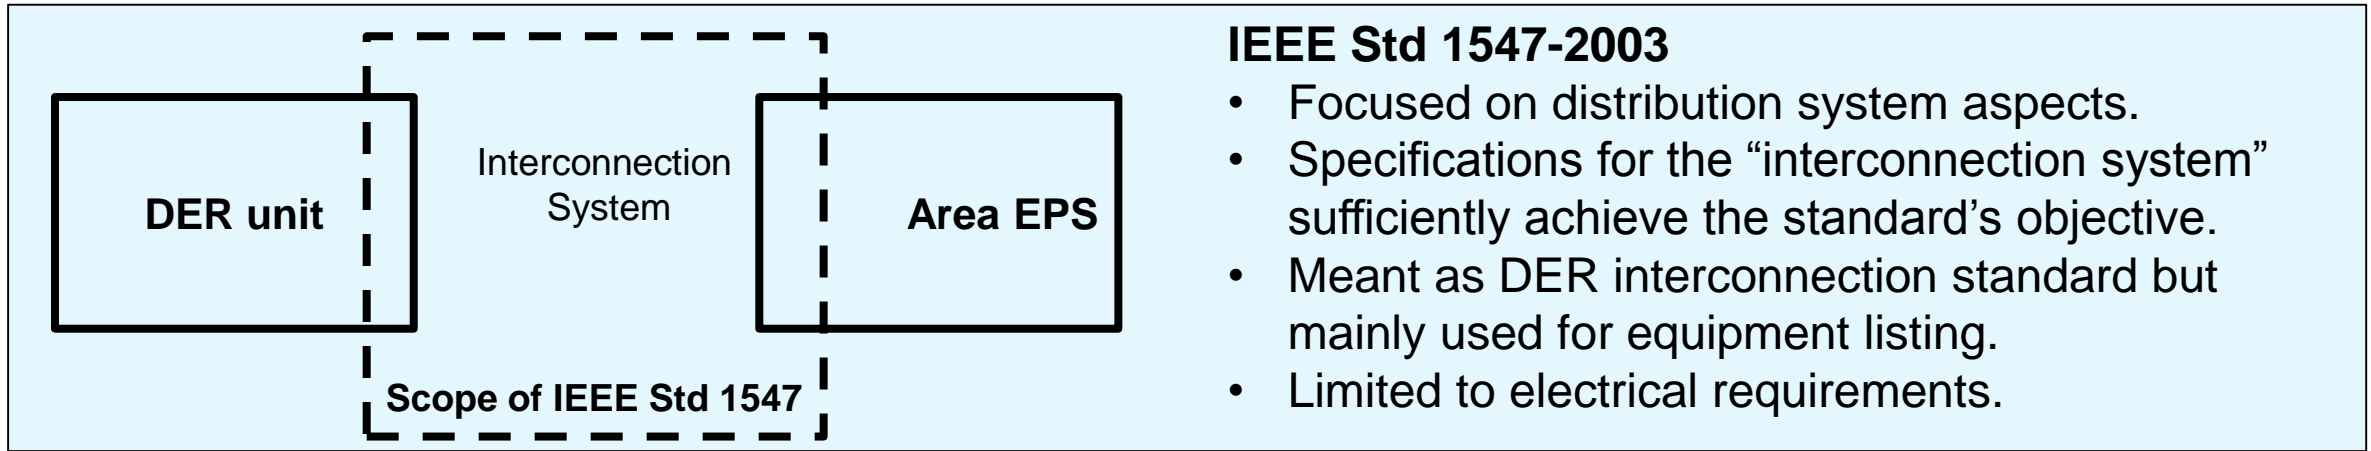 DER unit
Interconnection
System
Area EPS
Scope of IEEE Std 1547
IEEE Std 1547-2003
• Focused on distribution system aspects.
• Specifications for the “interconnection system”
sufficiently achieve the standard’s objective.
• Meant as DER interconnection standard but
mainly used for equipment listing.
• Limited to electrical requirements.